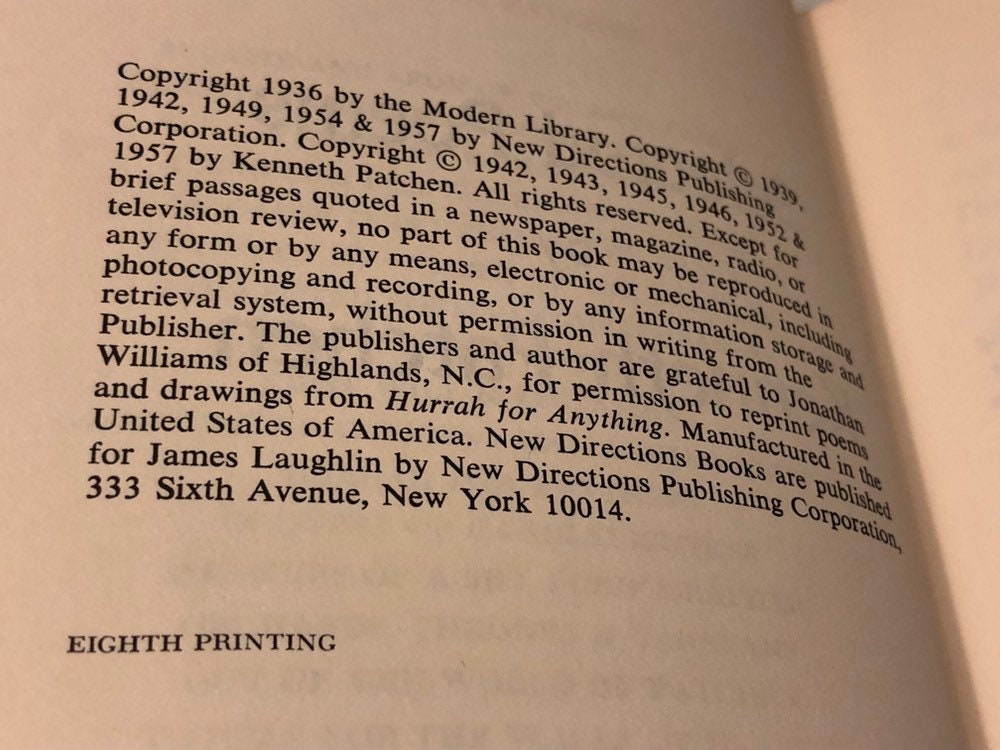 Copyright 1936 by the Modern Library. Copyright © 1939,
1942, 1949, 1954 & 1957 by New Directions Publishing
Corporation. Copyright © 1942, 1943, 1945, 1946, 1952 &
1957 by Kenneth Patchen. All rights reserved. Except for
brief passages quoted in a newspaper, magazine, radio, or
television review, no part of this book may be reproduced in
any form or by any means, electronic or mechanical, including
photocopying and recording, or by any information storage and
retrieval system, without permission in writing from the
Publisher. The publishers and author are grateful to Jonathan
Williams of Highlands, N.C., for permission to reprint poems
and drawings from Hurrah for Anything. Manufactured in the
United States of America. New Directions Books are published
for James Laughlin by New Directions Publishing Corporation,
333 Sixth Avenue, New York 10014.
EIGHTH PRINTING